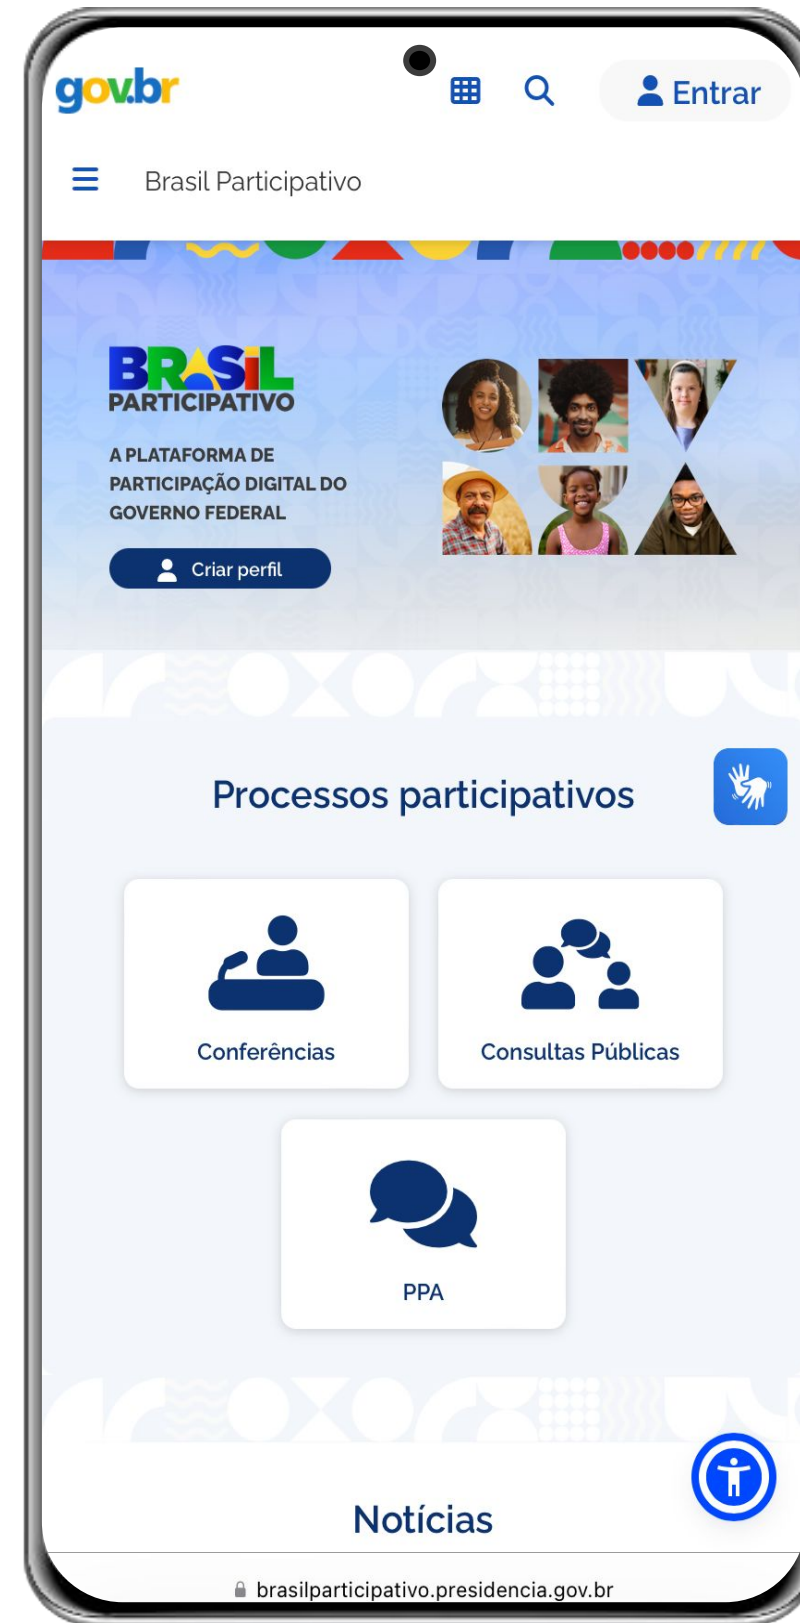 gov.br
Entrar
Brasil Participativo
BRASIL
PARTICIPATIVO
A PLATAFORMA DE
PARTICIPAÇÃO DIGITAL DO
GOVERNO FEDERAL
Criar perfil
Processos participativos
Conferências
Consultas Públicas
PPA
Notícias
brasilparticipativo.presidencia.gov.br